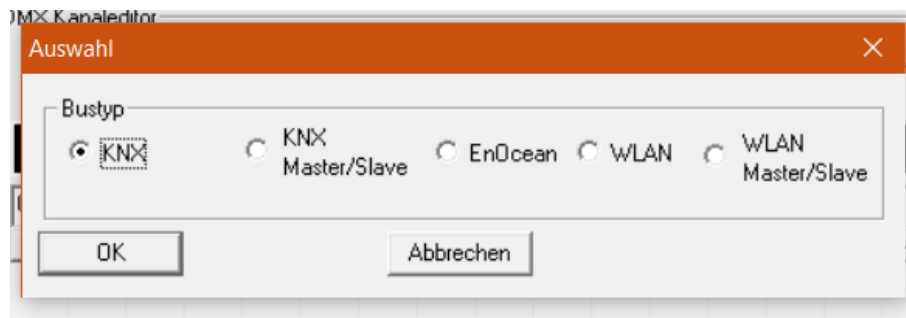 DMX Kanaleditor
Auswahl
Bustyp
KNX
KNX
Master/Slave
EnOcean
WLAN
WLAN
Master/Slave
OK
Abbrechen